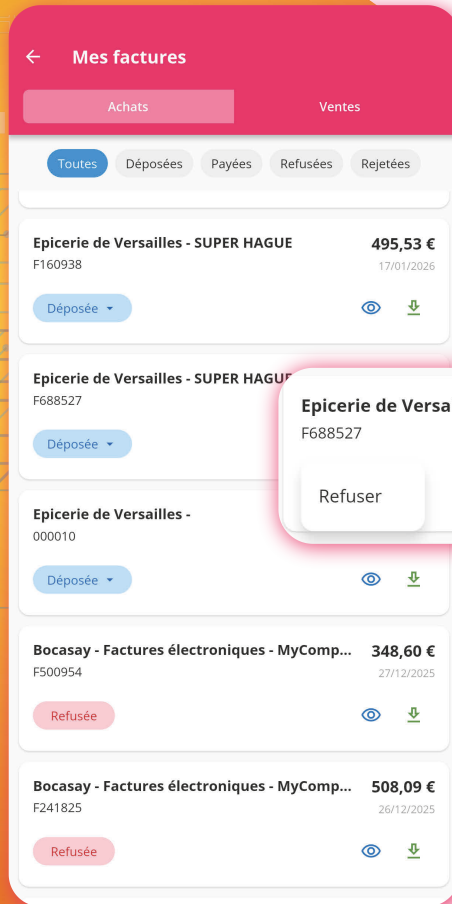 Mes factures
Achats Ventes
Toutes Déposées Payées Refusées Rejetées
Epicerie de Versailles - SUPER HAGUE 495,53 €
F160938 17/01/2026
Déposée
Epicerie de Versailles - SUPER HAGUE
F688527
Déposée
Epicerie de Versa
F688527
Refuser
Epicerie de Versailles -
000010
Déposée
Bocasay - Factures électroniques - MyComp... 348,60 €
F500954 27/12/2025
Refusée
Bocasay - Factures électroniques - MyComp... 508,09 €
F241825 26/12/2025
Refusée